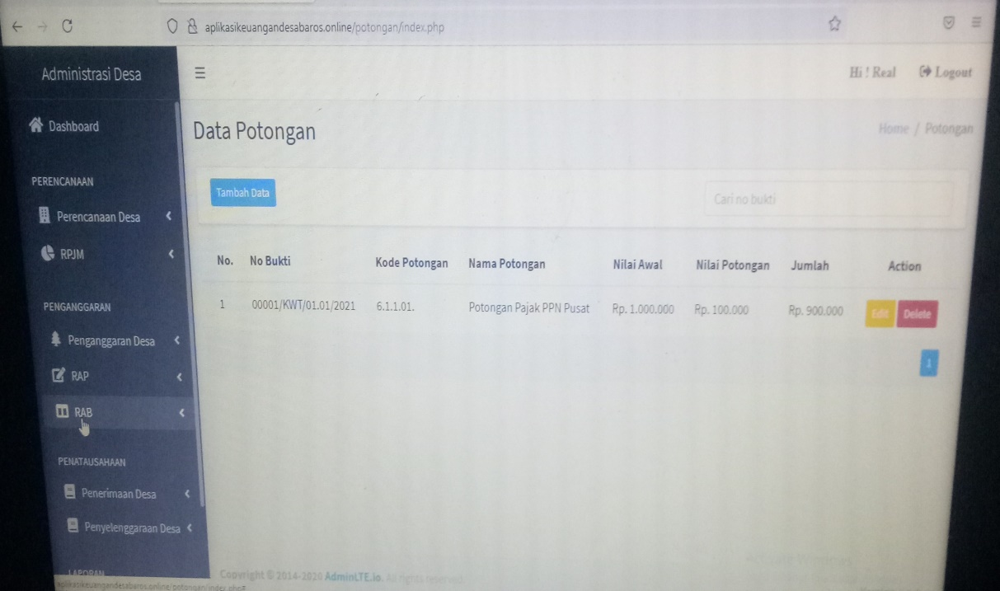 aplikasikeuangandesabaros.online/potongan/index.php
Administrasi Desa
Hi ! Real Logout
Dashboard
Data Potongan
Home / Potongan
PERENCANAAN
Tambah Data
Cari no bukti
Perencanaan Desa
RPJM
No. No Bukti Kode Potongan Nama Potongan Nilai Awal Nilai Potongan Jumlah Action
1 00001/KWT/01.01/2021 6.1.1.01. Potongan Pajak PPN Pusat Rp. 1.000.000 Rp. 100.000 Rp. 900.000 Edit Delete
PENGANGGARAN
Penganggaran Desa
1
RAP
RAB
PENATAUSAHAAN
Penerimaan Desa
Penyelenggaraan Desa
LAPORAN
Copyright © 2014-2020 AdminLTE.io. All rights reserved.
aplikasikeuangandesabaros.online/potongan/index.php#